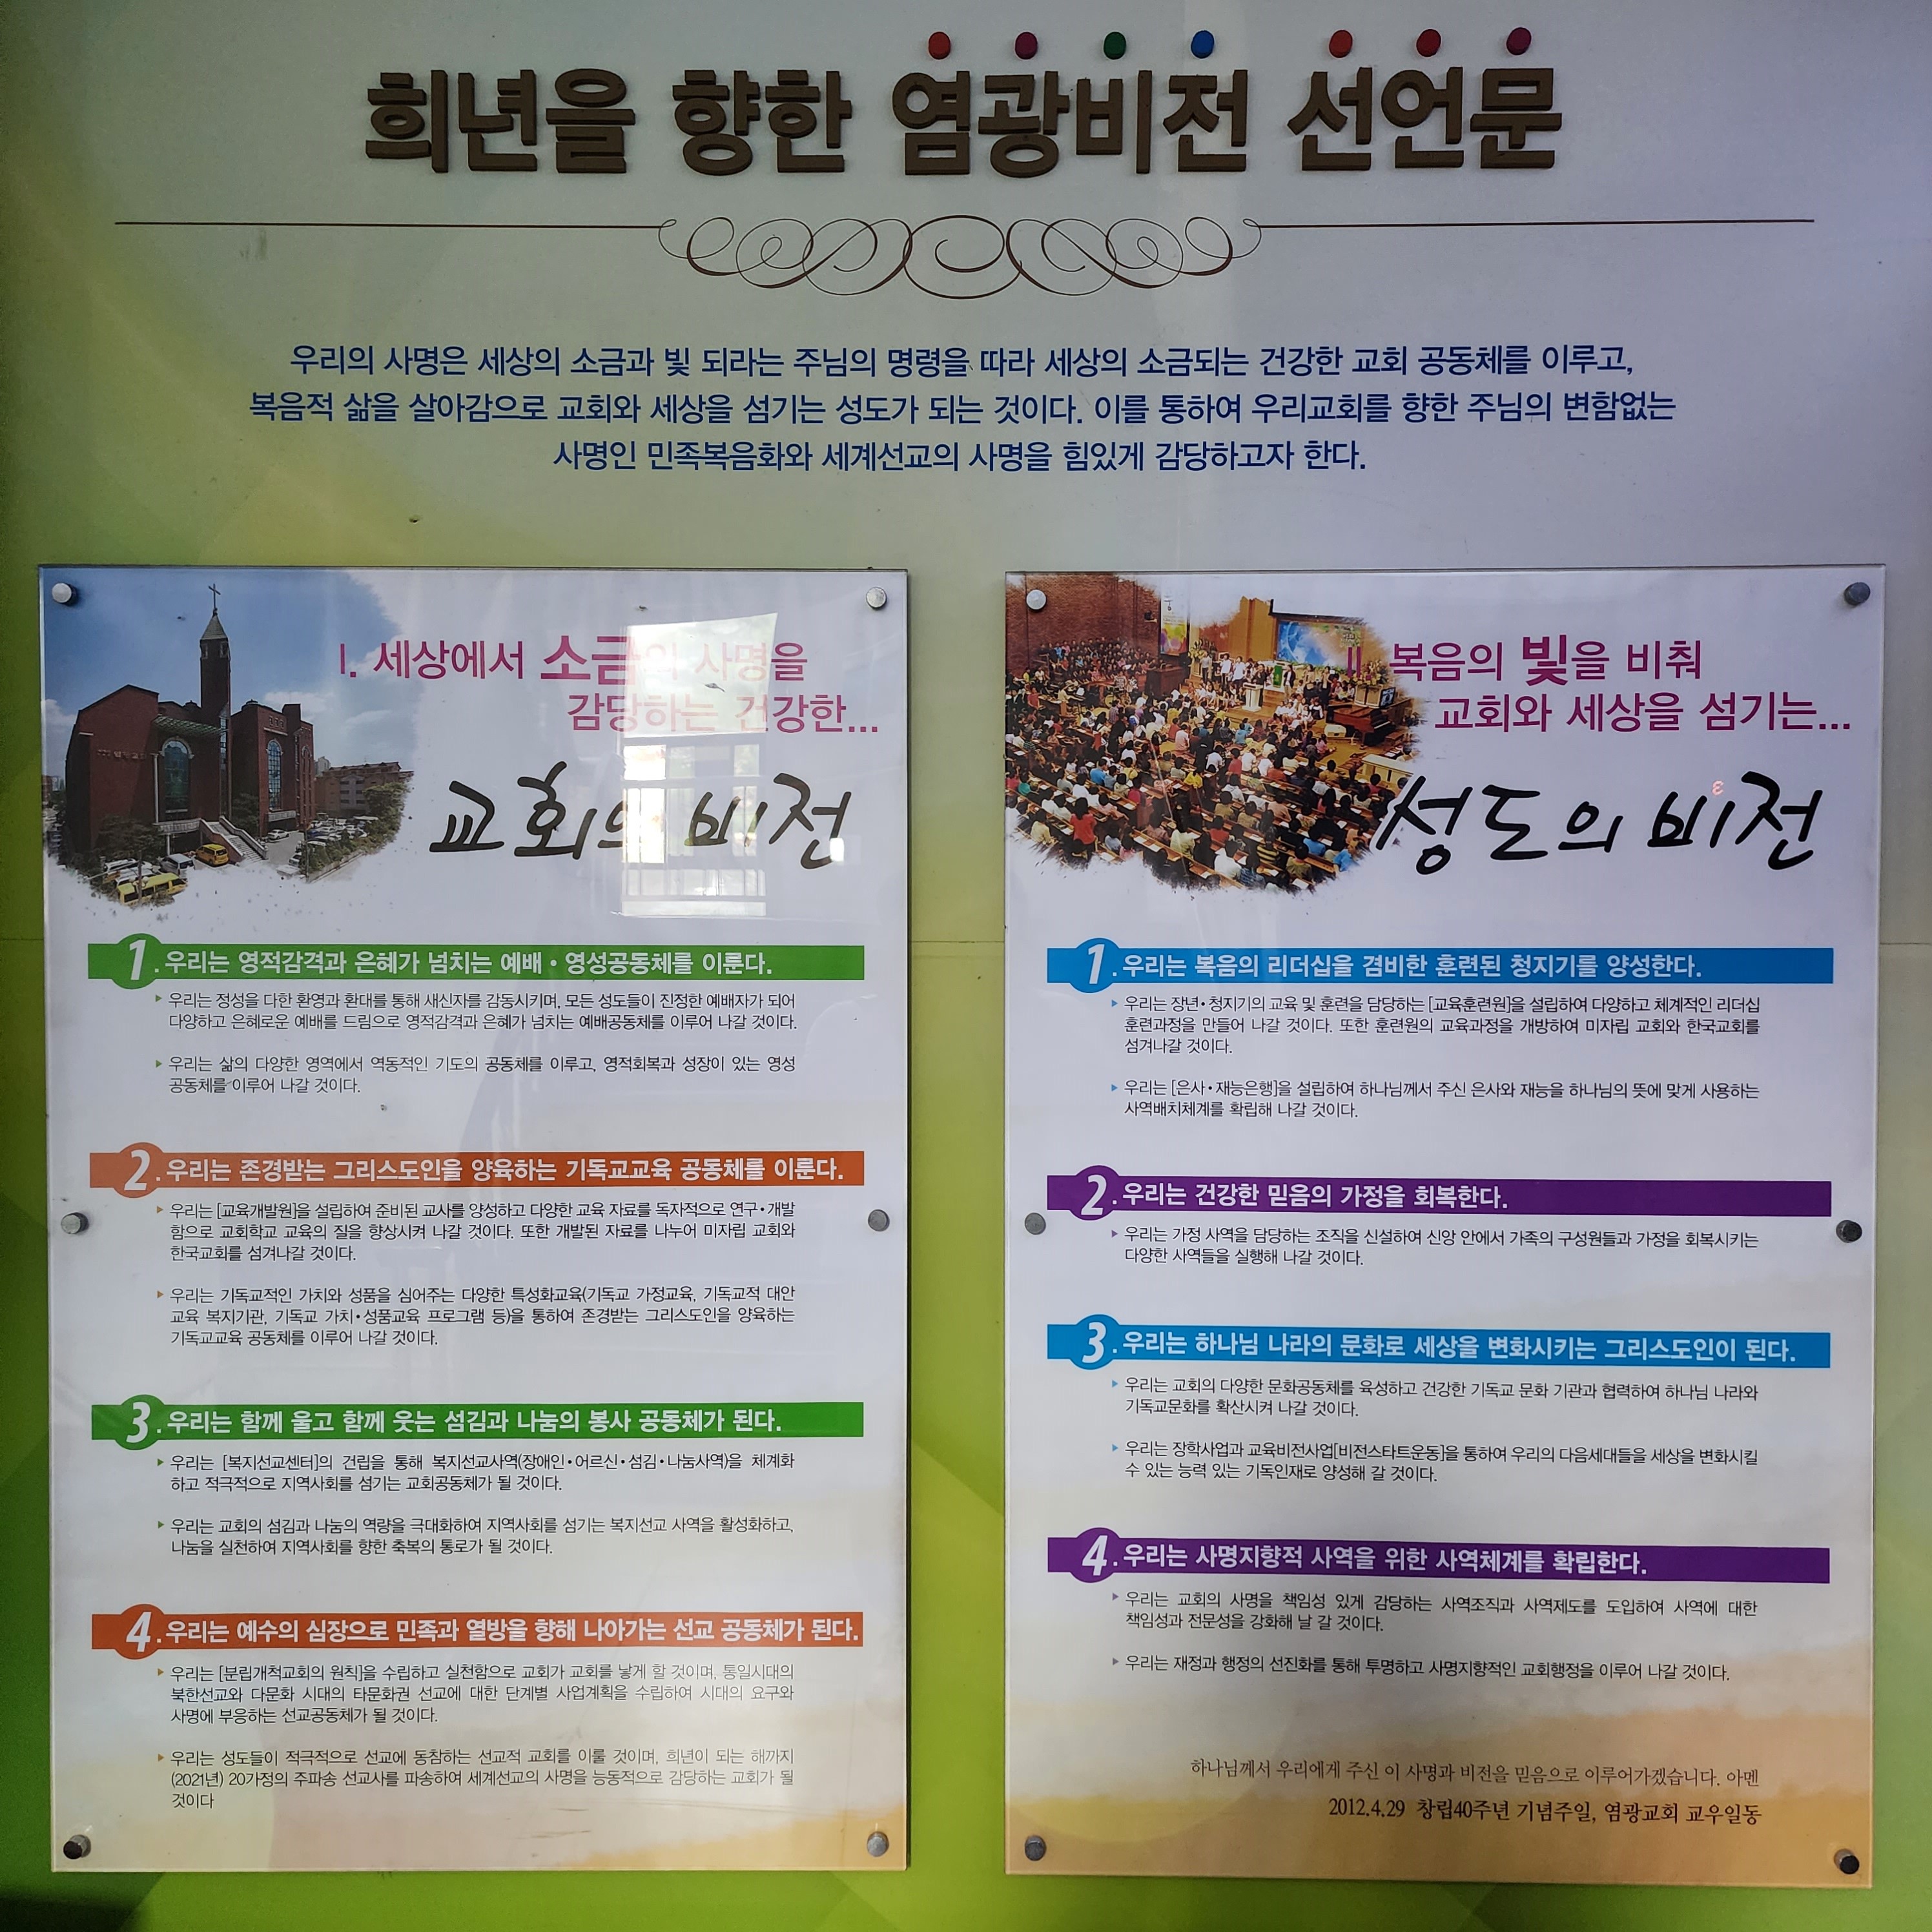 희년을 향한 염광비전 선언문
우리의 사명은 세상의 소금과 빛 되라는 주님의 명령을 따라 세상의 소금되는 건강한 교회 공동체를 이루고,
복음적 삶을 살아감으로 교회와 세상을 섬기는 성도가 되는 것이다. 이를 통하여 우리교회를 향한 주님의 변함없는
사명인 민족복음화와 세계선교의 사명을 힘있게 감당하고자 한다.
I. 세상에서 소금의 사명을
감당하는 건강한...
교회의 비전
1. 우리는 영적감격과 은혜가 넘치는 예배·영성공동체를 이룬다.
우리는 정성을 다한 환영과 환대를 통해 새신자를 감동시키며, 모든 성도들이 진정한 예배자가 되어
다양하고 은혜로운 예배를 드림으로 영적감격과 은혜가 넘치는 예배공동체를 이루어 나갈 것이다.
우리는 삶의 다양한 영역에서 역동적인 기도의 공동체를 이루고, 영적회복과 성장이 있는 영성
공동체를 이루어 나갈 것이다.
2. 우리는 존경받는 그리스도인을 양육하는 기독교교육 공동체를 이룬다.
우리는 [교육개발원]을 설립하여 준비된 교사를 양성하고 다양한 교육 자료를 독자적으로 연구·개발
함으로 교회학교 교육의 질을 향상시켜 나갈 것이다. 또한 개발된 자료를 나누어 미자립 교회와
한국교회를 섬겨나갈 것이다.
우리는 기독교적인 가치와 성품을 심어주는 다양한 특성화교육(기독교 가정교육, 기독교적 대안
교육 복지기관, 기독교 가치·성품교육 프로그램 등)을 통하여 존경받는 그리스도인을 양육하는
기독교교육 공동체를 이루어 나갈 것이다.
3. 우리는 함께 울고 함께 웃는 섬김과 나눔의 봉사 공동체가 된다.
우리는 [복지선교센터]의 건립을 통해 복지선교사역(장애인·어르신·섬김·나눔사역)을 체계화
하고 적극적으로 지역사회를 섬기는 교회공동체가 될 것이다.
우리는 교회의 섬김과 나눔의 역량을 극대화하여 지역사회를 섬기는 복지선교 사역을 활성화하고,
나눔을 실천하여 지역사회를 향한 축복의 통로가 될 것이다.
4. 우리는 예수의 심장으로 민족과 열방을 향해 나아가는 선교 공동체가 된다.
우리는 [분립개척교회의 원칙]을 수립하고 실천함으로 교회가 교회를 낳게 할 것이며, 통일시대의
북한선교와 다문화 시대의 타문화권 선교에 대한 단계별 사업계획을 수립하여 시대의 요구와
사명에 부응하는 선교공동체가 될 것이다.
우리는 성도들이 적극적으로 선교에 동참하는 선교적 교회를 이룰 것이며, 희년이 되는 해까지
(2021년) 20가정의 주파송 선교사를 파송하여 세계선교의 사명을 능동적으로 감당하는 교회가 될
것이다
II. 복음의 빛을 비춰
교회와 세상을 섬기는...
성도의 비전
1. 우리는 복음의 리더십을 겸비한 훈련된 청지기를 양성한다.
우리는 장년·청지기의 교육 및 훈련을 담당하는 [교육훈련원]을 설립하여 다양하고 체계적인 리더십
훈련과정을 만들어 나갈 것이다. 또한 훈련원의 교육과정을 개방하여 미자립 교회와 한국교회를
섬겨나갈 것이다.
우리는 [은사·재능은행]을 설립하여 하나님께서 주신 은사와 재능을 하나님의 뜻에 맞게 사용하는
사역배치체계를 확립해 나갈 것이다.
2. 우리는 건강한 믿음의 가정을 회복한다.
우리는 가정 사역을 담당하는 조직을 신설하여 신앙 안에서 가족의 구성원들과 가정을 회복시키는
다양한 사역들을 실행해 나갈 것이다.
3. 우리는 하나님 나라의 문화로 세상을 변화시키는 그리스도인이 된다.
우리는 교회의 다양한 문화공동체를 육성하고 건강한 기독교 문화 기관과 협력하여 하나님 나라와
기독교문화를 확산시켜 나갈 것이다.
우리는 장학사업과 교육비전사업[비전스타트운동]을 통하여 우리의 다음세대들을 세상을 변화시킬
수 있는 능력 있는 기독인재로 양성해 갈 것이다.
4. 우리는 사명지향적 사역을 위한 사역체계를 확립한다.
우리는 교회의 사명을 책임성 있게 감당하는 사역조직과 사역제도를 도입하여 사역에 대한
책임성과 전문성을 강화해 날 갈 것이다.
우리는 재정과 행정의 선진화를 통해 투명하고 사명지향적인 교회행정을 이루어 나갈 것이다.
하나님께서 우리에게 주신 이 사명과 비전을 믿음으로 이루어가겠습니다. 아멘
2012.4.29 창립40주년 기념주일, 염광교회 교우일동